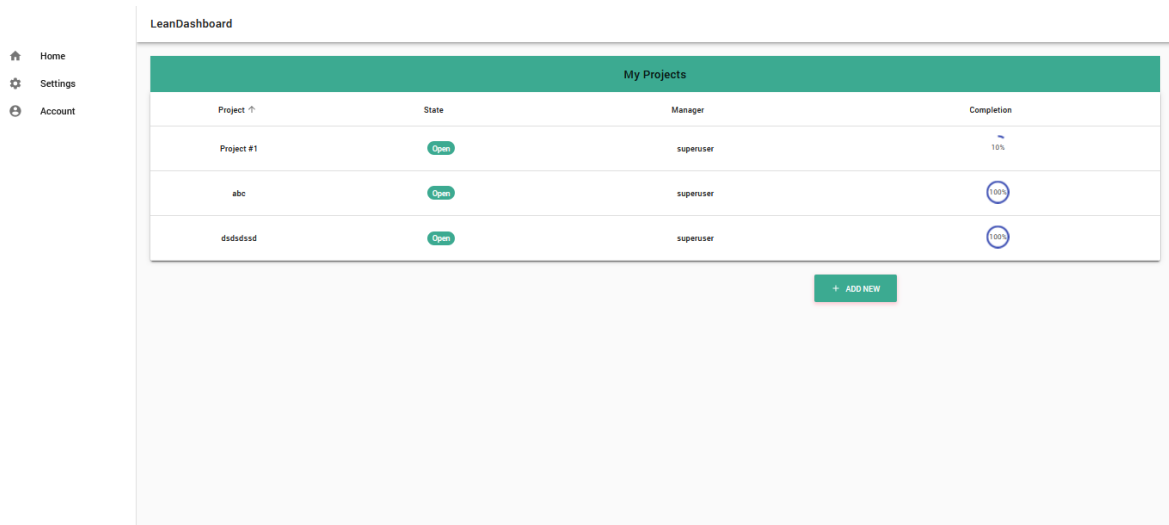 LeanDashboard
Home
Settings
Account
My Projects
Project State Manager Completion
Project #1 Open superuser 10%
abc Open superuser 100%
dsdsdssd Open superuser 100%
+ ADD NEW